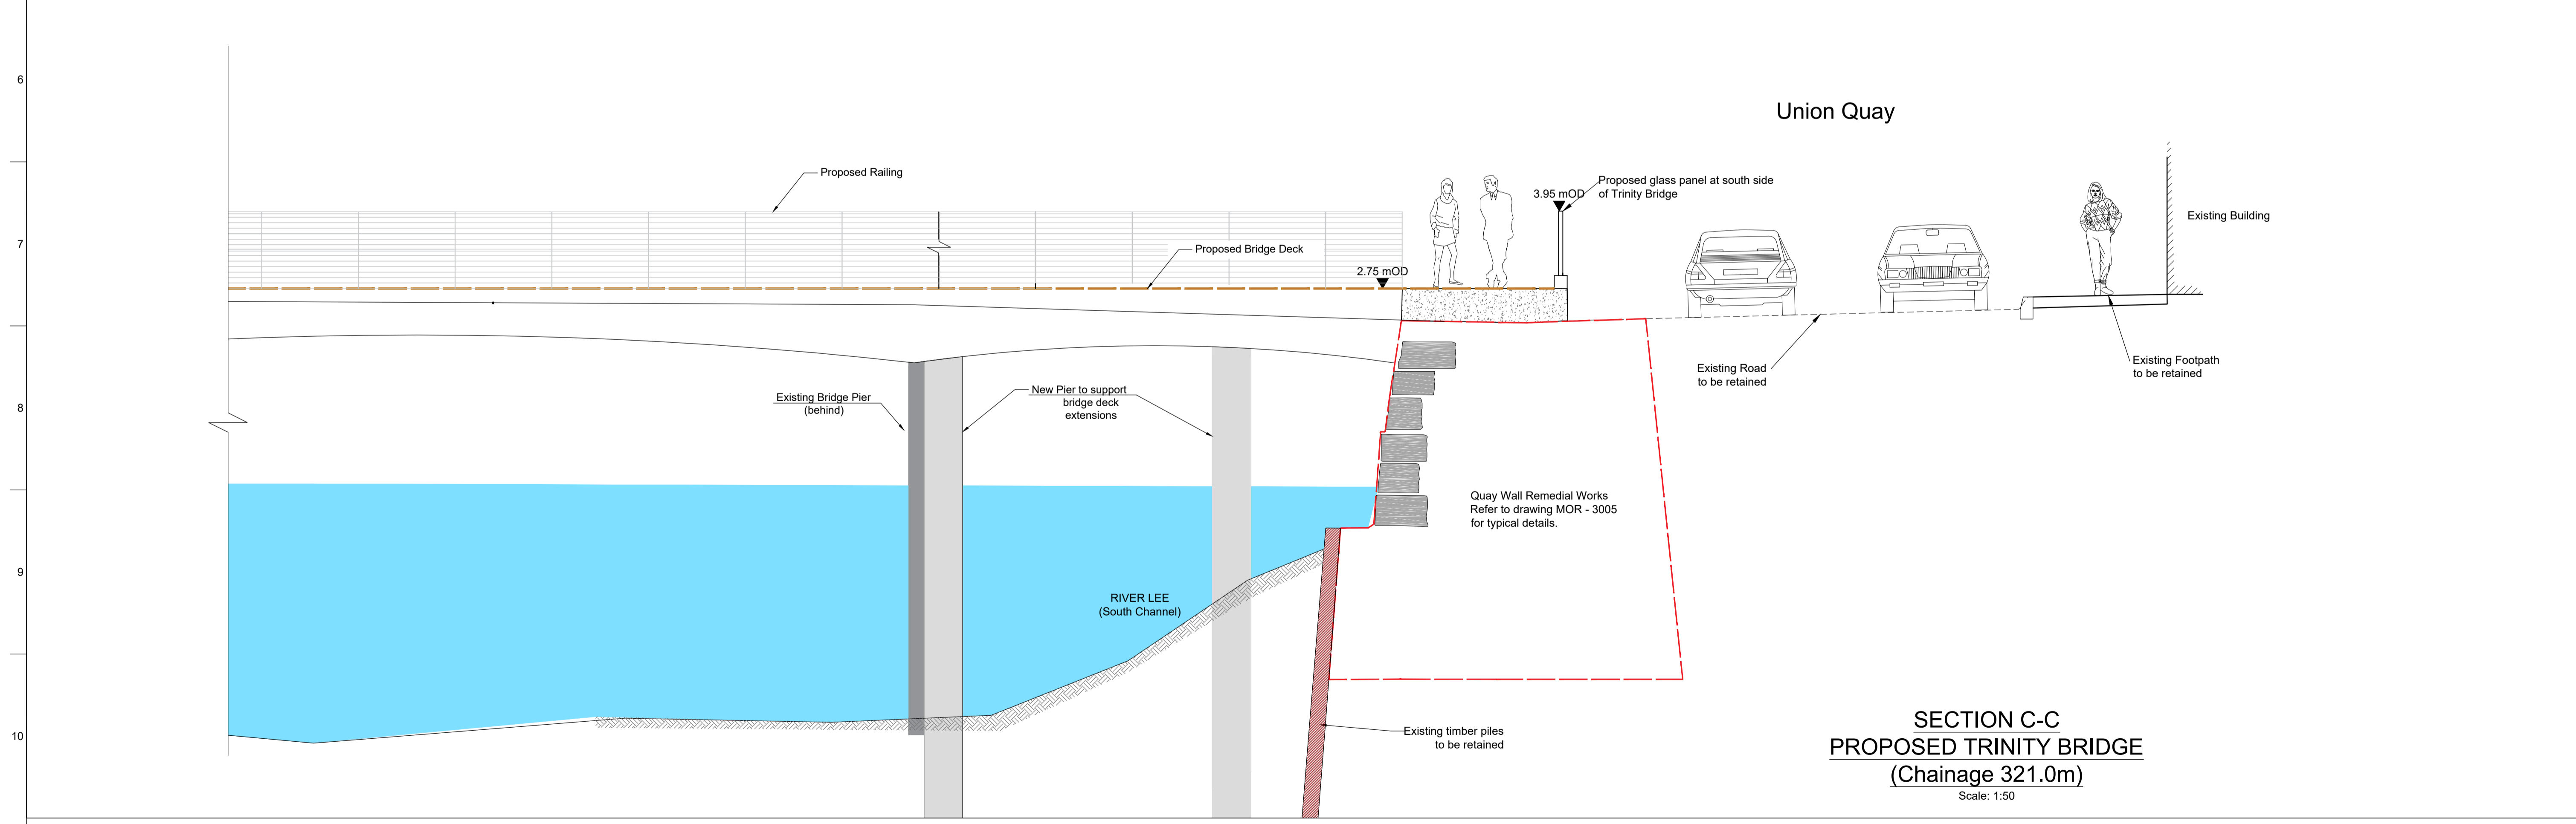 6
Union Quay
Proposed Railing
Proposed glass panel at south side
of Trinity Bridge
3.95 mOD
Existing Building
7
Proposed Bridge Deck
2.75 mOD
Existing Road
to be retained
Existing Footpath
to be retained
8
Existing Bridge Pier
(behind)
New Pier to support
bridge deck
extensions
Quay Wall Remedial Works
Refer to drawing MOR - 3005
for typical details.
9
RIVER LEE
(South Channel)
10
Existing timber piles
to be retained
SECTION C-C
PROPOSED TRINITY BRIDGE
(Chainage 321.0m)
Scale: 1:50